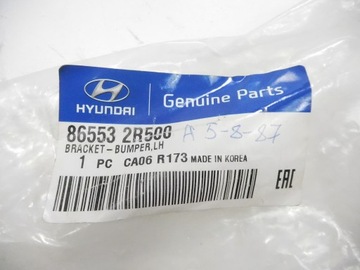 HYUNDAI
Genuine Parts
86553 2R500 A 5-8-27
BRACKET-BUMPER,LH
1 PC CA06 R173 MADE IN KOREA
EAC